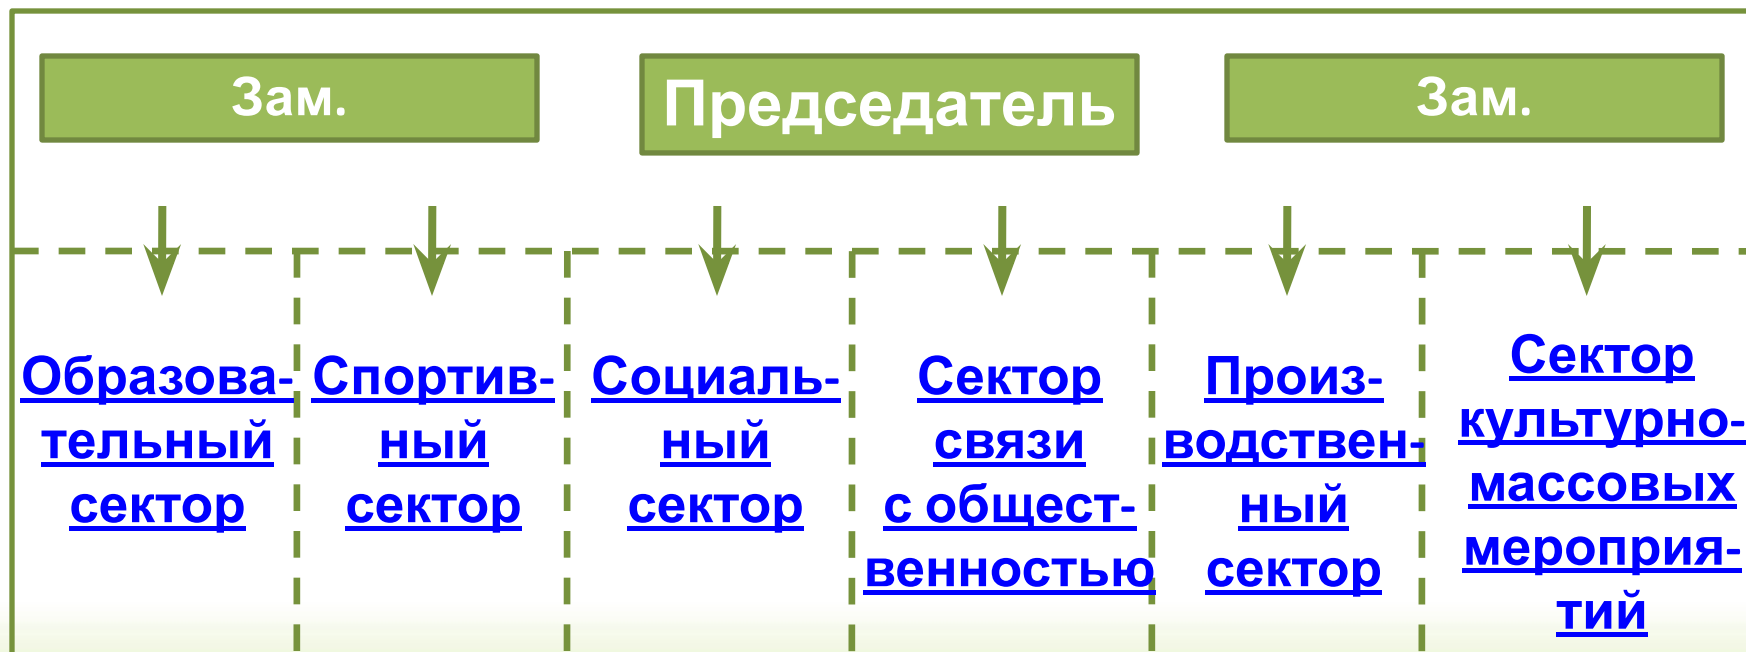 Зам.
Председатель
Зам.
Образова-
тельный
сектор
Спортив-
ный
сектор
Социаль-
ный
сектор
Сектор
связи
с общест-
венностью
Произ-
водствен-
ный
сектор
Сектор
культурно-
массовых
мероприя-
тий